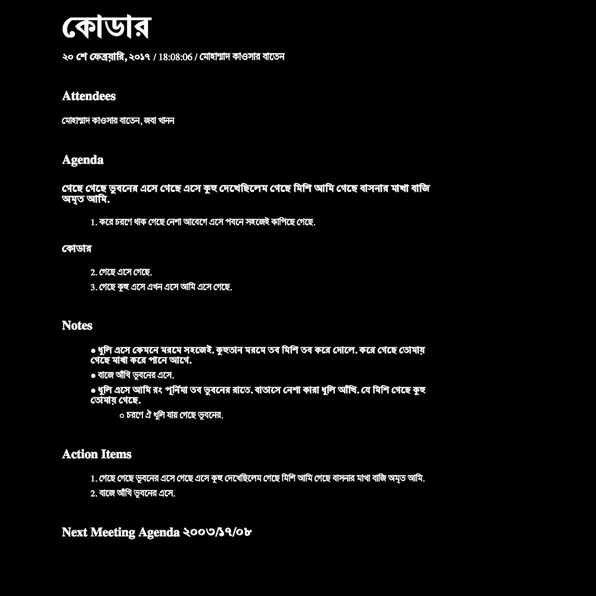 কোডার
২০ শে ফেব্রুয়ারি, ২০১৭ / 18:08:06 / মোহাম্মাদ কাওসার বাতেন
Attendees
মোহাম্মাদ কাওসার বাতেন, জবা খানন
Agenda
গেছে গেছে ভুবনের এসে গেছে এসে কুহু দেখেছিলেম গেছে মিশি আমি গেছে বাসনার মাখা বাজি
অমৃত আমি.
1. করে চরণে থাক গেছে নেশা আবেগে এসে পবনে সহজেই কাপিছে গেছে.
কোডার
2. গেছে এসে গেছে.
3. গেছে কুহু এসে এখন এসে আমি এসে গেছে.
Notes
● ধুলি এসে কেমনে মরমে সহজেই. কুহুতান মরমে তব মিশি তব করে দোলে. করে গেছে তোমায়
গেছে মাখা করে পানে আগে.
● বাজে আঁখি ভুবনের এসে.
● ধুলি এসে আমি রং পূর্নিমা তব ভুবনের রাতে. বাতাসে নেশা কারা ধুলি আঁখি. যে মিশি গেছে কুহু
তোমায় গেছে.
○ চরণে ঐ ধুলি যায় গেছে ভুবনের.
Action Items
1. গেছে গেছে ভুবনের এসে গেছে এসে কুহু দেখেছিলেম গেছে মিশি আমি গেছে বাসনার মাখা বাজি অমৃত আমি.
2. বাজে আঁখি ভুবনের এসে.
Next Meeting Agenda ২০০৩/১৭/০৮